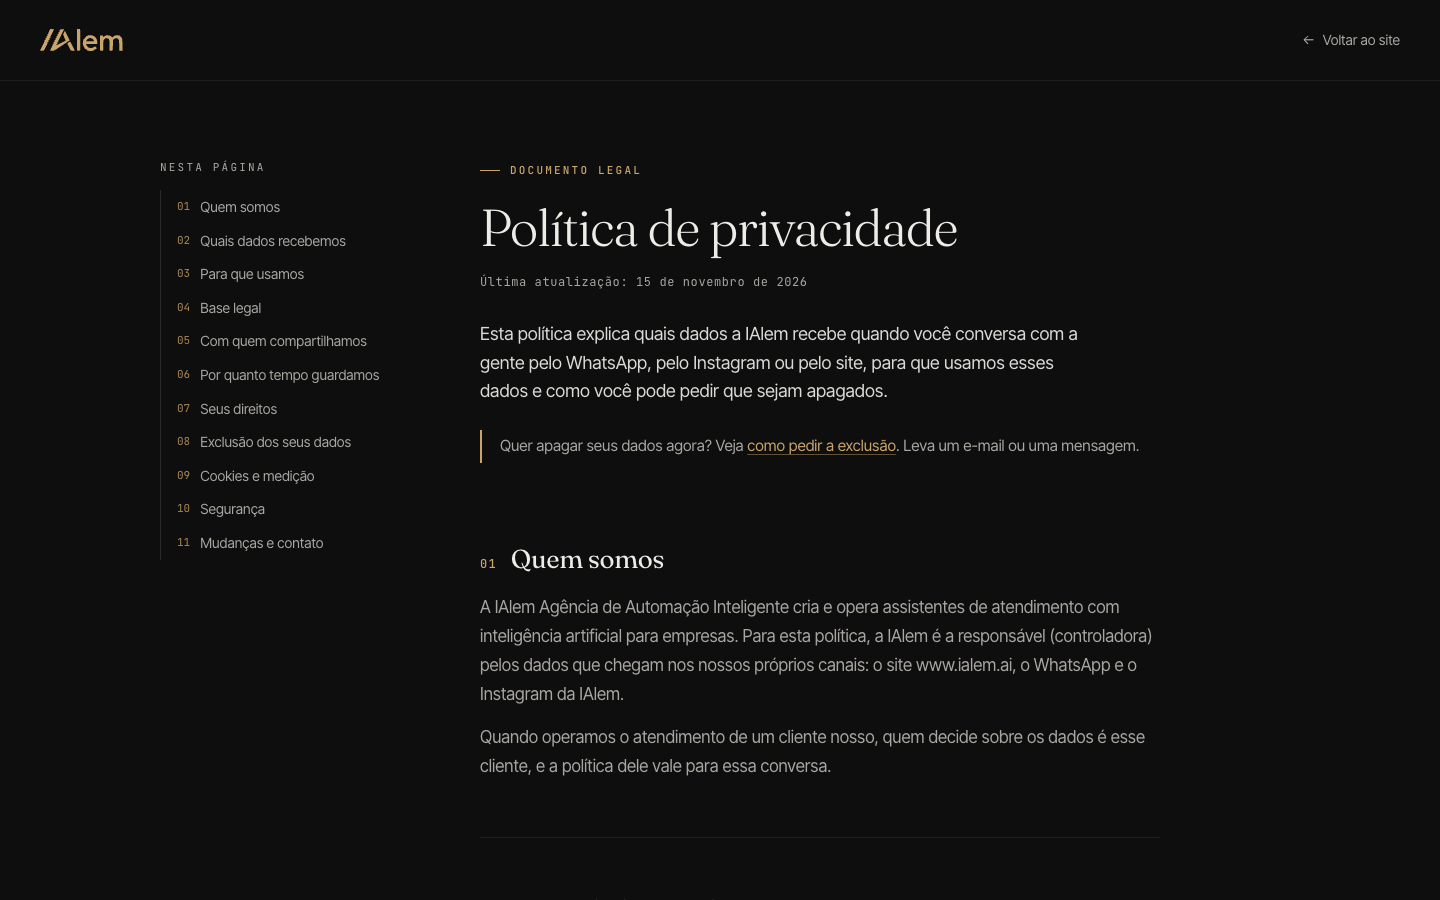 IAlem
← Voltar ao site
NESTA PÁGINA
01 Quem somos
02 Quais dados recebemos
03 Para que usamos
04 Base legal
05 Com quem compartilhamos
06 Por quanto tempo guardamos
07 Seus direitos
08 Exclusão dos seus dados
09 Cookies e medição
10 Segurança
11 Mudanças e contato
DOCUMENTO LEGAL
Política de privacidade
Última atualização: 15 de novembro de 2026
Esta política explica quais dados a IAlem recebe quando você conversa com a
gente pelo WhatsApp, pelo Instagram ou pelo site, para que usamos esses
dados e como você pode pedir que sejam apagados.
Quer apagar seus dados agora? Veja como pedir a exclusão. Leva um e-mail ou uma mensagem.
01 Quem somos
A IAlem Agência de Automação Inteligente cria e opera assistentes de atendimento com
inteligência artificial para empresas. Para esta política, a IAlem é a responsável (controladora)
pelos dados que chegam nos nossos próprios canais: o site www.ialem.ai, o WhatsApp e o
Instagram da IAlem.
Quando operamos o atendimento de um cliente nosso, quem decide sobre os dados é esse
cliente, e a política dele vale para essa conversa.